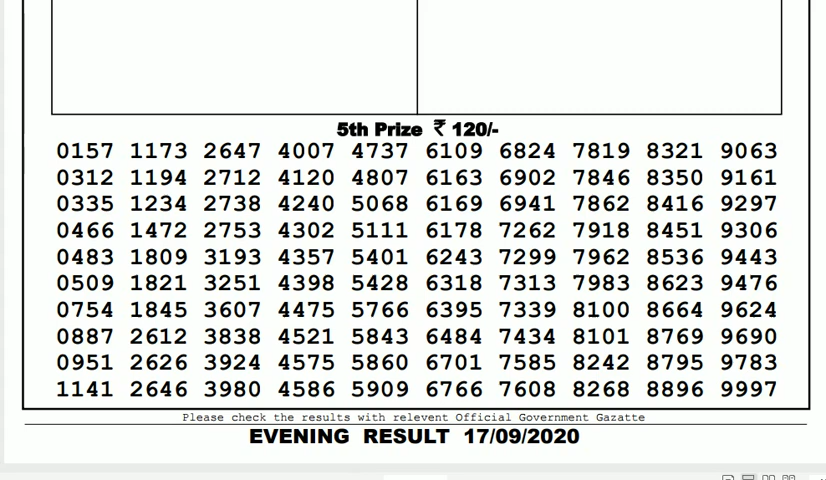 5th Prize ₹ 120/-
0157 1173 2647 4007 4737 6109 6824 7819 8321 9063
0312 1194 2712 4120 4807 6163 6902 7846 8350 9161
0335 1234 2738 4240 5068 6169 6941 7862 8416 9297
0466 1472 2753 4302 5111 6178 7262 7918 8451 9306
0483 1809 3193 4357 5401 6243 7299 7962 8536 9443
0509 1821 3251 4398 5428 6318 7313 7983 8623 9476
0754 1845 3607 4475 5766 6395 7339 8100 8664 9624
0887 2612 3838 4521 5843 6484 7434 8101 8769 9690
0951 2626 3924 4575 5860 6701 7585 8242 8795 9783
1141 2646 3980 4586 5909 6766 7608 8268 8896 9997
Please check the results with relevent Official Government Gazatte
EVENING RESULT 17/09/2020